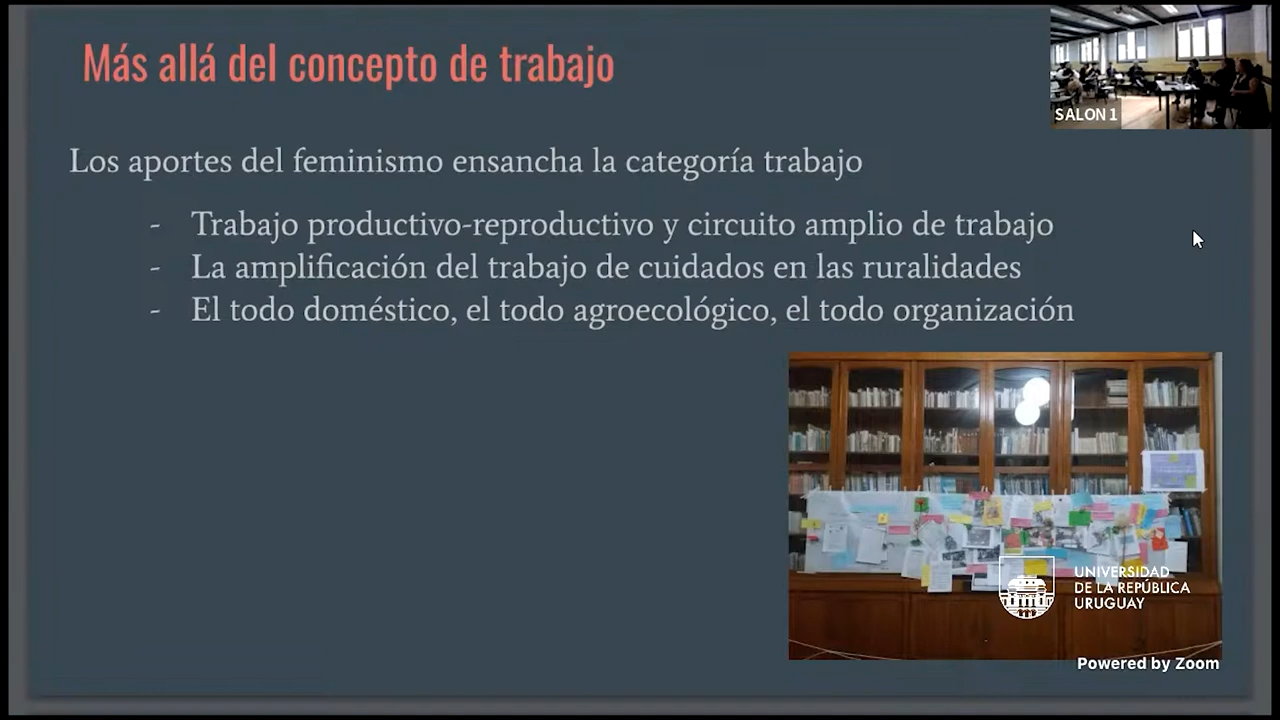 Más allá del concepto de trabajo
SALON 1
Los aportes del feminismo ensancha la categoría trabajo
- Trabajo productivo-reproductivo y circuito amplio de trabajo
- La amplificación del trabajo de cuidados en las ruralidades
- El todo doméstico, el todo agroecológico, el todo organización
UNIVERSIDAD
DE LA REPÚBLICA
URUGUAY
Powered by Zoom